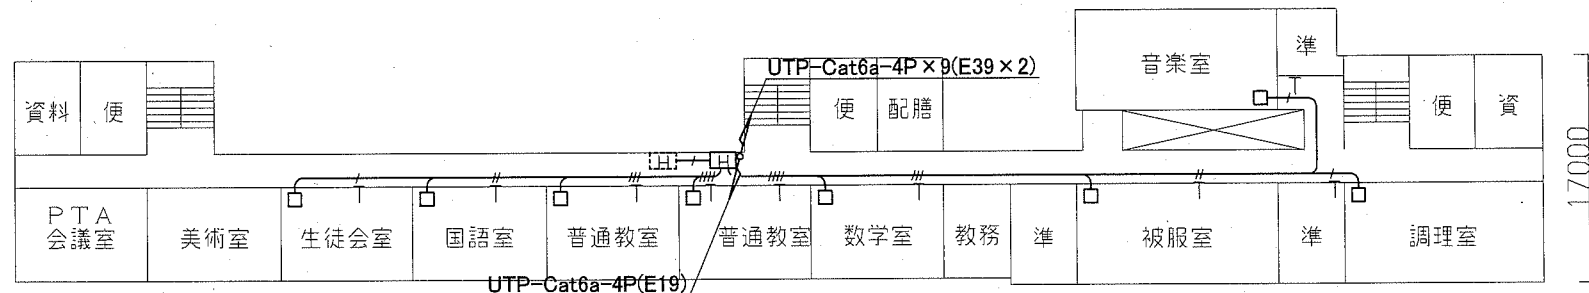 UTP-Cat6a-4P×9(E39×2)
音楽室
準
資料
便
便
配膳
便
資
H
H
17000
PTA
会議室
美術室
生徒会室
国語室
普通教室
普通教室
数学室
教務
準
被服室
準
調理室
UTP-Cat6a-4P(E19)